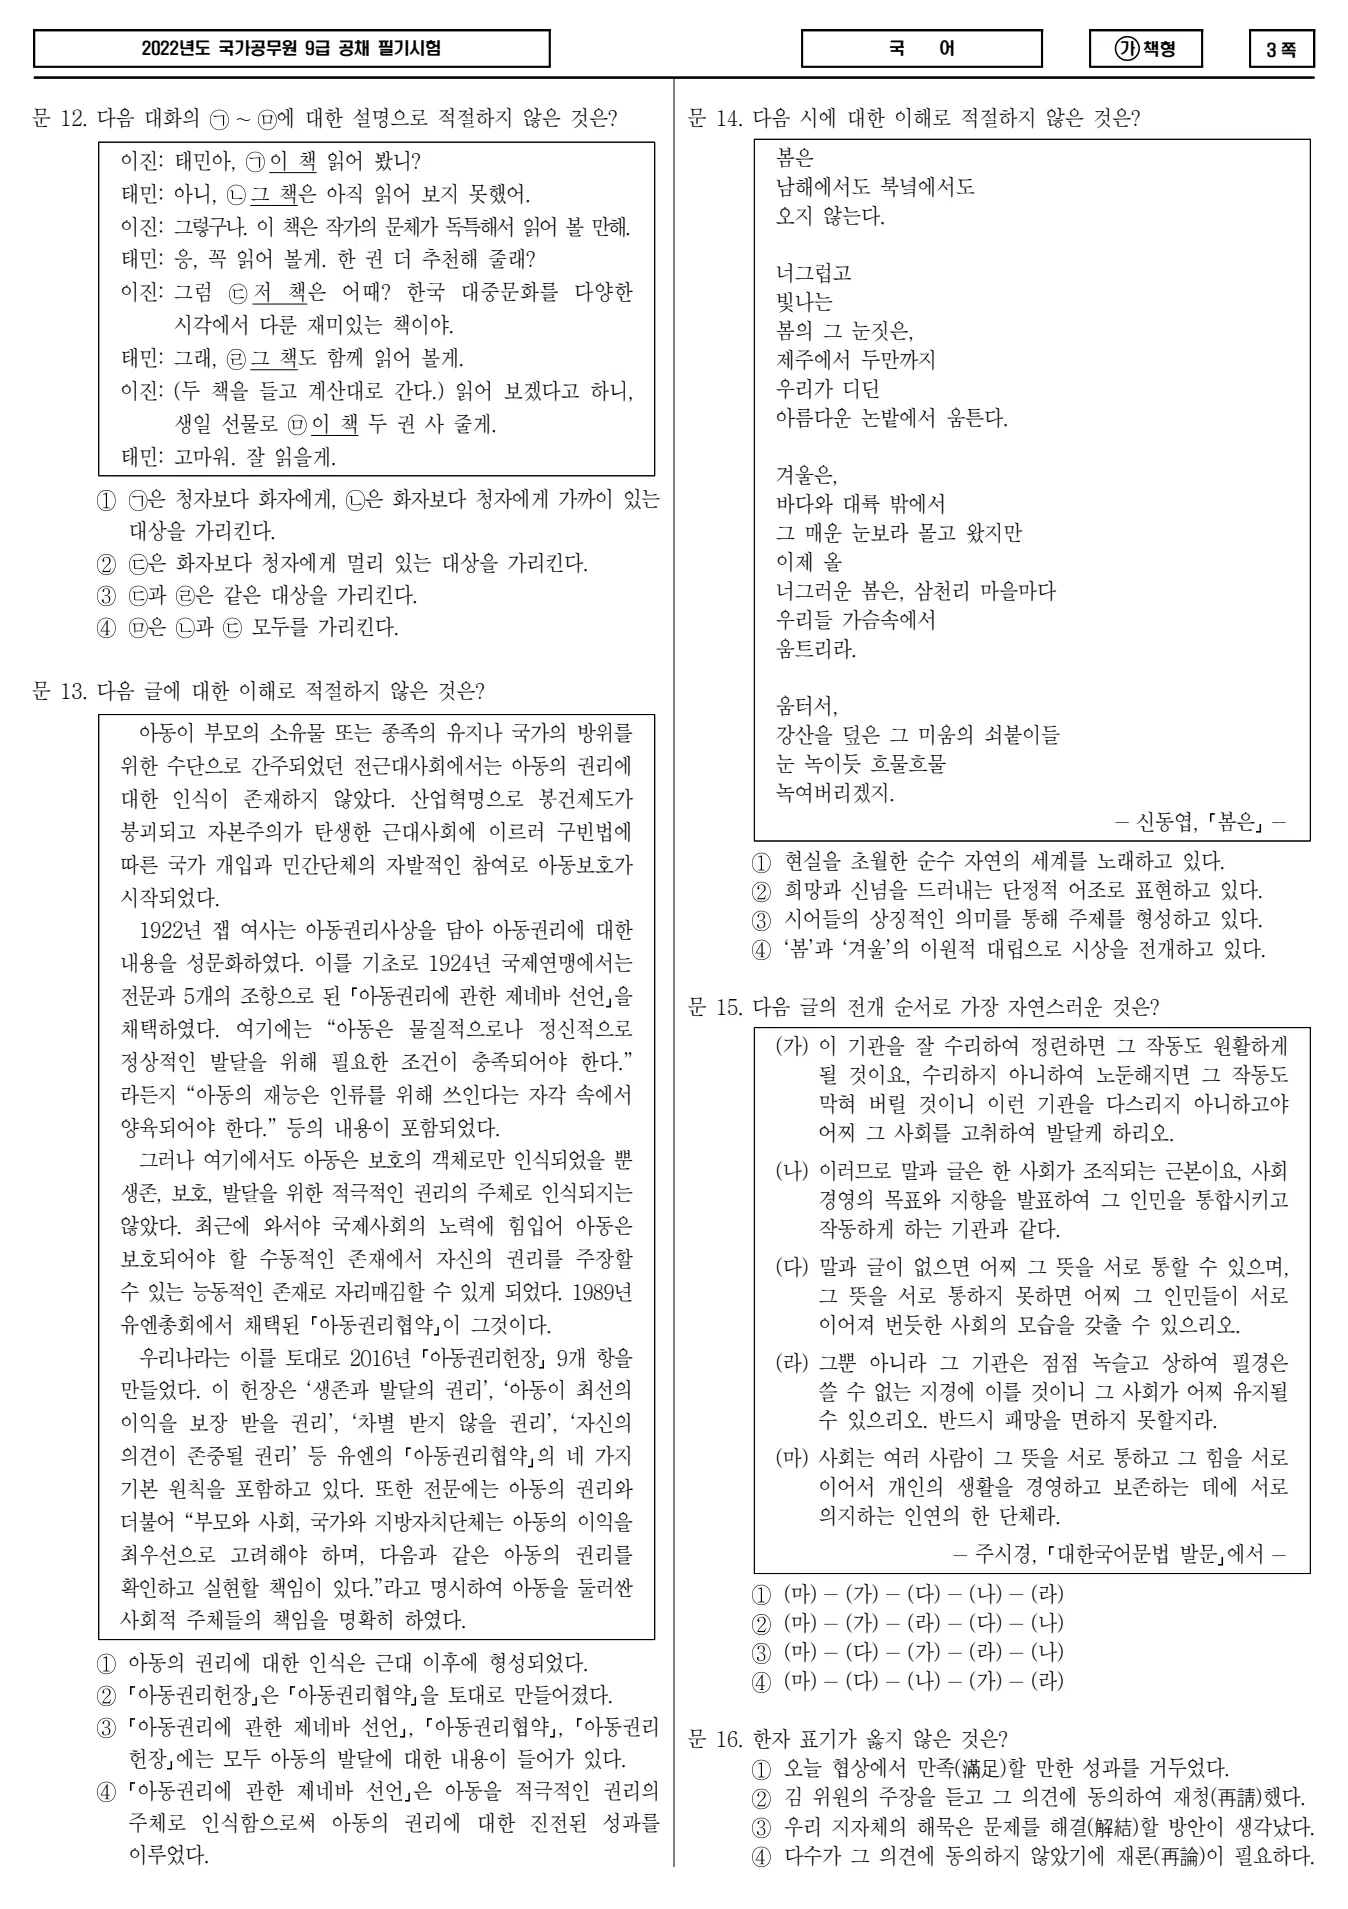 2022년도 국가공무원 9급 공채 필기시험
국 어
㉮ 책형
3 쪽
문 12. 다음 대화의 ㉠ ~ ㉤에 대한 설명으로 적절하지 않은 것은?
이진: 태민아, ㉠이 책 읽어 봤니?
태민: 아니, ㉡그 책은 아직 읽어 보지 못했어.
이진: 그렇구나. 이 책은 작가의 문체가 독특해서 읽어 볼 만해.
태민: 응, 꼭 읽어 볼게. 한 권 더 추천해 줄래?
이진: 그럼 ㉢저 책은 어때? 한국 대중문화를 다양한
시각에서 다룬 재미있는 책이야.
태민: 그래, ㉣그 책도 함께 읽어 볼게.
이진: (두 책을 들고 계산대로 간다.) 읽어 보겠다고 하니,
생일 선물로 ㉤이 책 두 권 사 줄게.
태민: 고마워. 잘 읽을게.
① ㉠은 청자보다 화자에게, ㉡은 화자보다 청자에게 가까이 있는
대상을 가리킨다.
② ㉢은 화자보다 청자에게 멀리 있는 대상을 가리킨다.
③ ㉢과 ㉣은 같은 대상을 가리킨다.
④ ㉤은 ㉡과 ㉢ 모두를 가리킨다.
문 13. 다음 글에 대한 이해로 적절하지 않은 것은?
아동이 부모의 소유물 또는 종족의 유지나 국가의 방위를
위한 수단으로 간주되었던 전근대사회에서는 아동의 권리에
대한 인식이 존재하지 않았다. 산업혁명으로 봉건제도가
붕괴되고 자본주의가 탄생한 근대사회에 이르러 구빈법에
따른 국가 개입과 민간단체의 자발적인 참여로 아동보호가
시작되었다.
1922년 잽 여사는 아동권리사상을 담아 아동권리에 대한
내용을 성문화하였다. 이를 기초로 1924년 국제연맹에서는
전문과 5개의 조항으로 된 「아동권리에 관한 제네바 선언」을
채택하였다. 여기에는 “아동은 물질적으로나 정신적으로
정상적인 발달을 위해 필요한 조건이 충족되어야 한다.”
라든지 “아동의 재능은 인류를 위해 쓰인다는 자각 속에서
양육되어야 한다.” 등의 내용이 포함되었다.
그러나 여기에서도 아동은 보호의 객체로만 인식되었을 뿐
생존, 보호, 발달을 위한 적극적인 권리의 주체로 인식되지는
않았다. 최근에 와서야 국제사회의 노력에 힘입어 아동은
보호되어야 할 수동적인 존재에서 자신의 권리를 주장할
수 있는 능동적인 존재로 자리매김할 수 있게 되었다. 1989년
유엔총회에서 채택된 「아동권리협약」이 그것이다.
우리나라는 이를 토대로 2016년 「아동권리헌장」 9개 항을
만들었다. 이 헌장은 ‘생존과 발달의 권리’, ‘아동이 최선의
이익을 보장 받을 권리’, ‘차별 받지 않을 권리’, ‘자신의
의견이 존중될 권리’ 등 유엔의 「아동권리협약」의 네 가지
기본 원칙을 포함하고 있다. 또한 전문에는 아동의 권리와
더불어 “부모와 사회, 국가와 지방자치단체는 아동의 이익을
최우선으로 고려해야 하며, 다음과 같은 아동의 권리를
확인하고 실현할 책임이 있다.”라고 명시하여 아동을 둘러싼
사회적 주체들의 책임을 명확히 하였다.
① 아동의 권리에 대한 인식은 근대 이후에 형성되었다.
② 「아동권리헌장」은 「아동권리협약」을 토대로 만들어졌다.
③ 「아동권리에 관한 제네바 선언」, 「아동권리협약」, 「아동권리
헌장」에는 모두 아동의 발달에 대한 내용이 들어가 있다.
④ 「아동권리에 관한 제네바 선언」은 아동을 적극적인 권리의
주체로 인식함으로써 아동의 권리에 대한 진전된 성과를
이루었다.
문 14. 다음 시에 대한 이해로 적절하지 않은 것은?
봄은
남해에서도 북녘에서도
오지 않는다.
너그럽고
빛나는
봄의 그 눈짓은,
제주에서 두만까지
우리가 디딘
아름다운 논밭에서 움튼다.
겨울은,
바다와 대륙 밖에서
그 매운 눈보라 몰고 왔지만
이제 올
너그러운 봄은, 삼천리 마을마다
우리들 가슴속에서
움트리라.
움터서,
강산을 덮은 그 미움의 쇠붙이들
눈 녹이듯 흐물흐물
녹여버리겠지.
– 신동엽, 「봄은」 –
① 현실을 초월한 순수 자연의 세계를 노래하고 있다.
② 희망과 신념을 드러내는 단정적 어조로 표현하고 있다.
③ 시어들의 상징적인 의미를 통해 주제를 형성하고 있다.
④ ‘봄’과 ‘겨울’의 이원적 대립으로 시상을 전개하고 있다.
문 15. 다음 글의 전개 순서로 가장 자연스러운 것은?
(가) 이 기관을 잘 수리하여 정련하면 그 작동도 원활하게
될 것이요, 수리하지 아니하여 노둔해지면 그 작동도
막혀 버릴 것이니 이런 기관을 다스리지 아니하고야
어찌 그 사회를 고취하여 발달케 하리오.
(나) 이러므로 말과 글은 한 사회가 조직되는 근본이요, 사회
경영의 목표와 지향을 발표하여 그 인민을 통합시키고
작동하게 하는 기관과 같다.
(다) 말과 글이 없으면 어찌 그 뜻을 서로 통할 수 있으며,
그 뜻을 서로 통하지 못하면 어찌 그 인민들이 서로
이어져 번듯한 사회의 모습을 갖출 수 있으리오.
(라) 그뿐 아니라 그 기관은 점점 녹슬고 상하여 필경은
쓸 수 없는 지경에 이를 것이니 그 사회가 어찌 유지될
수 있으리오. 반드시 패망을 면하지 못할지라.
(마) 사회는 여러 사람이 그 뜻을 서로 통하고 그 힘을 서로
이어서 개인의 생활을 경영하고 보존하는 데에 서로
의지하는 인연의 한 단체라.
– 주시경, 「대한국어문법 발문」에서 –
① (마) – (가) – (다) – (나) – (라)
② (마) – (가) – (라) – (다) – (나)
③ (마) – (다) – (가) – (라) – (나)
④ (마) – (다) – (나) – (가) – (라)
문 16. 한자 표기가 옳지 않은 것은?
① 오늘 협상에서 만족(滿足)할 만한 성과를 거두었다.
② 김 위원의 주장을 듣고 그 의견에 동의하여 재청(再請)했다.
③ 우리 지자체의 해묵은 문제를 해결(解結)할 방안이 생각났다.
④ 다수가 그 의견에 동의하지 않았기에 재론(再論)이 필요하다.